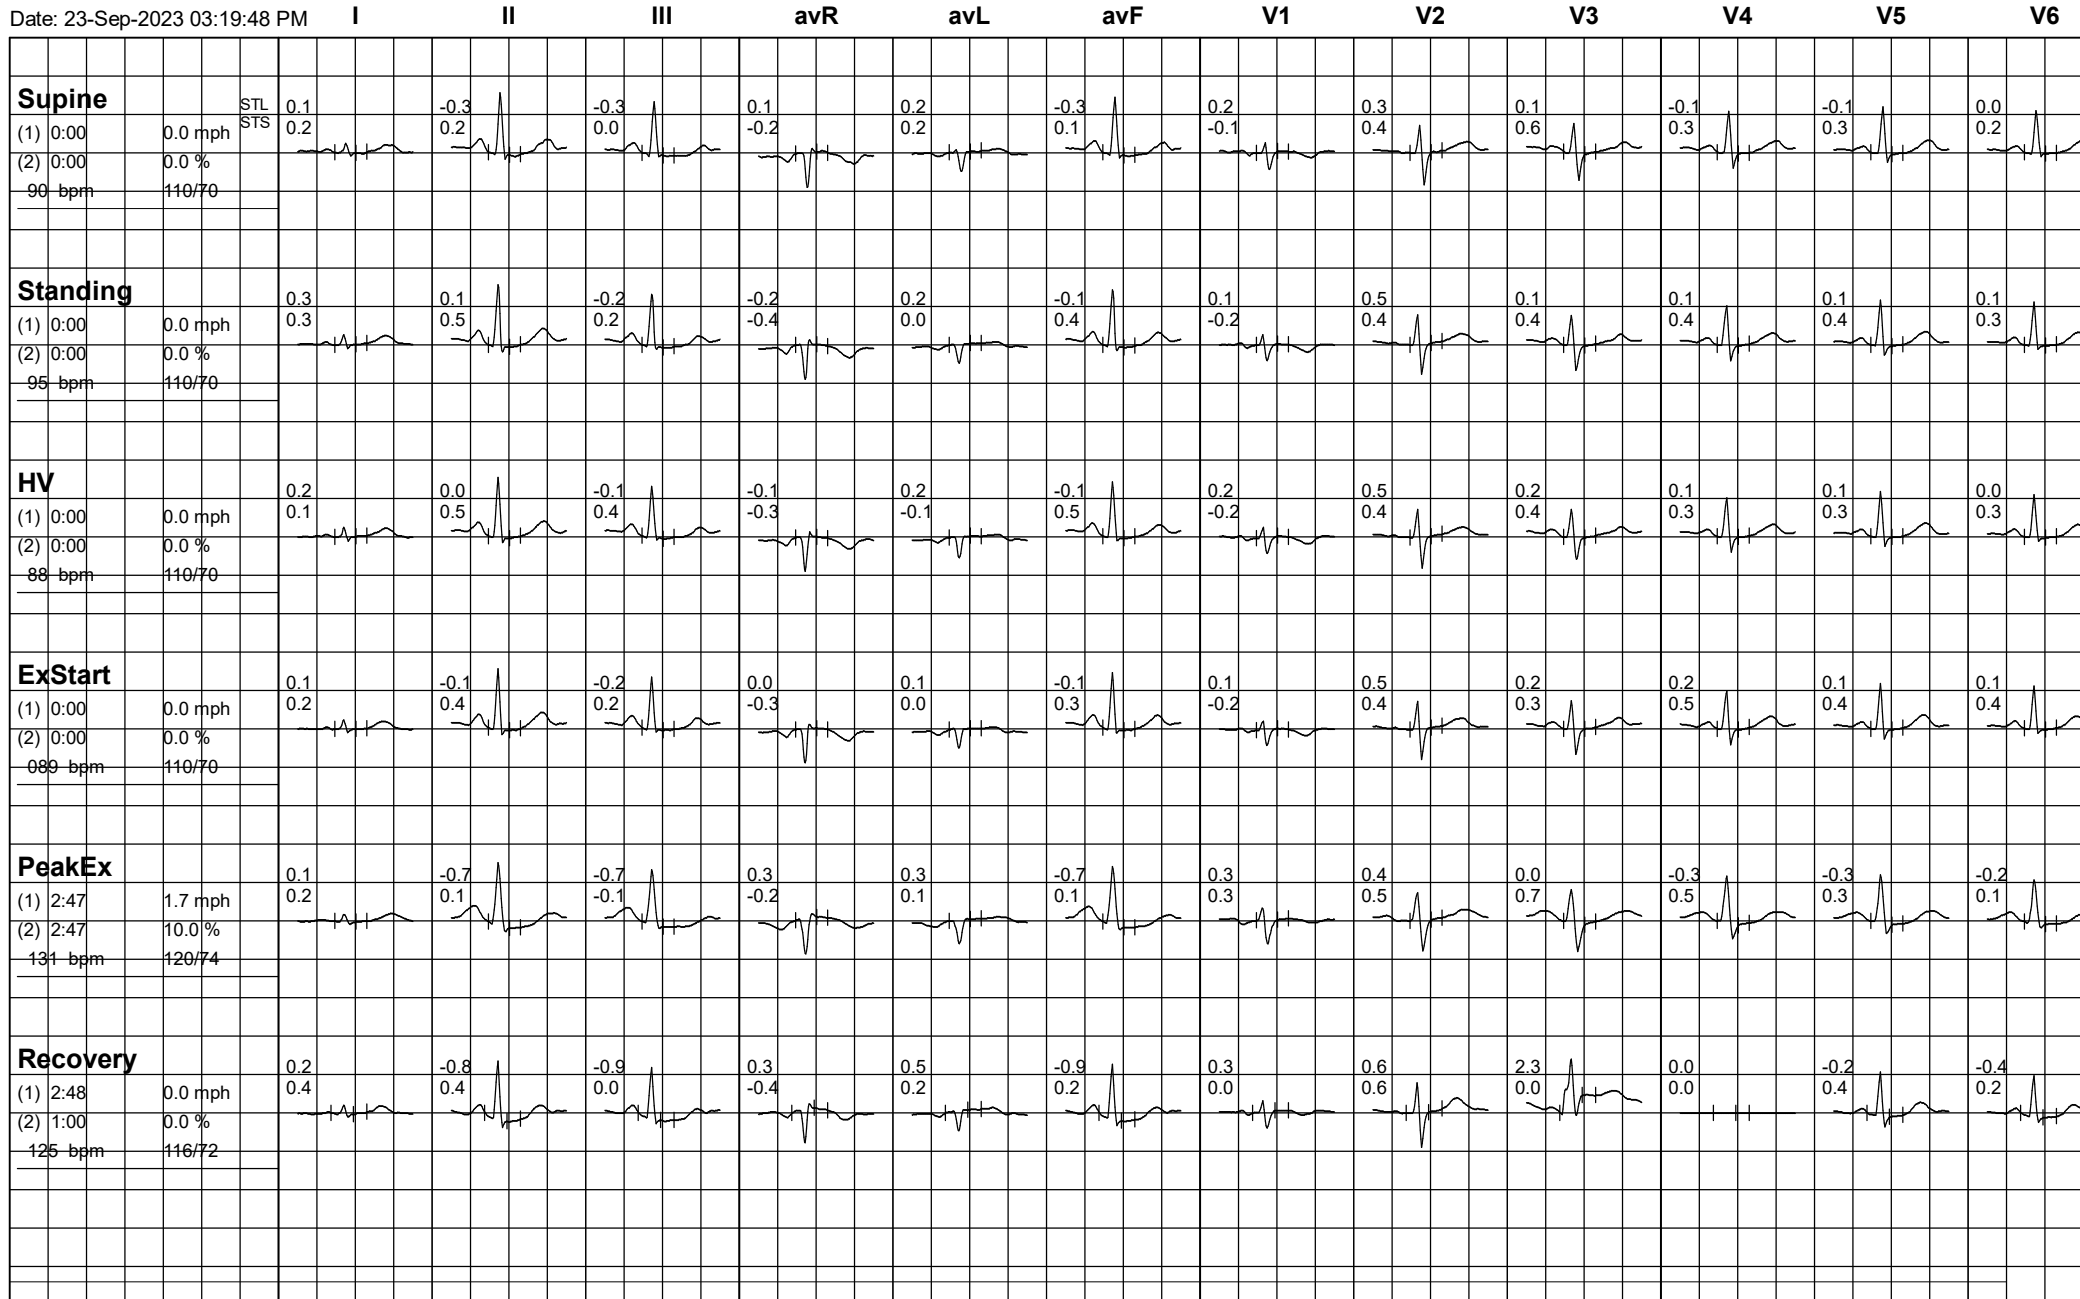 Date: 23-Sep-2023 03:19:48 PM I II III avR avL avF V1 V2 V3 V4 V5 V6
Supine
STL 0.1 -0.3 -0.3 0.1 0.2 -0.3 0.2 0.3 0.1 -0.1 -0.1 0.0
STS 0.2 0.2 0.0 -0.2 0.2 0.1 -0.1 0.4 0.6 0.3 0.3 0.2
(1) 0:00 0.0 mph
(2) 0:00 0.0 %
90 bpm 110/70
Standing
0.3 0.1 -0.2 -0.2 0.2 -0.1 0.1 0.5 0.1 0.1 0.1 0.1
0.3 0.5 0.2 -0.4 0.0 0.4 -0.2 0.4 0.4 0.4 0.4 0.3
(1) 0:00 0.0 mph
(2) 0:00 0.0 %
95 bpm 110/70
HV
0.2 0.0 -0.1 -0.1 0.2 -0.1 0.2 0.5 0.2 0.1 0.1 0.0
0.1 0.5 0.4 -0.3 -0.1 0.5 -0.2 0.4 0.4 0.3 0.3 0.3
(1) 0:00 0.0 mph
(2) 0:00 0.0 %
88 bpm 110/70
ExStart
0.1 -0.1 -0.2 0.0 0.1 -0.1 0.1 0.5 0.2 0.2 0.1 0.1
0.2 0.4 0.2 -0.3 0.0 0.3 -0.2 0.4 0.3 0.5 0.4 0.4
(1) 0:00 0.0 mph
(2) 0:00 0.0 %
089 bpm 110/70
PeakEx
0.1 -0.7 -0.7 0.3 0.3 -0.7 0.3 0.4 0.0 -0.3 -0.3 -0.2
0.2 0.1 -0.1 -0.2 0.1 0.1 0.3 0.5 0.7 0.5 0.3 0.1
(1) 2:47 1.7 mph
(2) 2:47 10.0 %
131 bpm 120/74
Recovery
0.2 -0.8 -0.9 0.3 0.5 -0.9 0.3 0.6 2.3 0.0 -0.2 -0.4
0.4 0.4 0.0 -0.4 0.2 0.2 0.0 0.6 0.0 0.0 0.4 0.2
(1) 2:48 0.0 mph
(2) 1:00 0.0 %
125 bpm 116/72